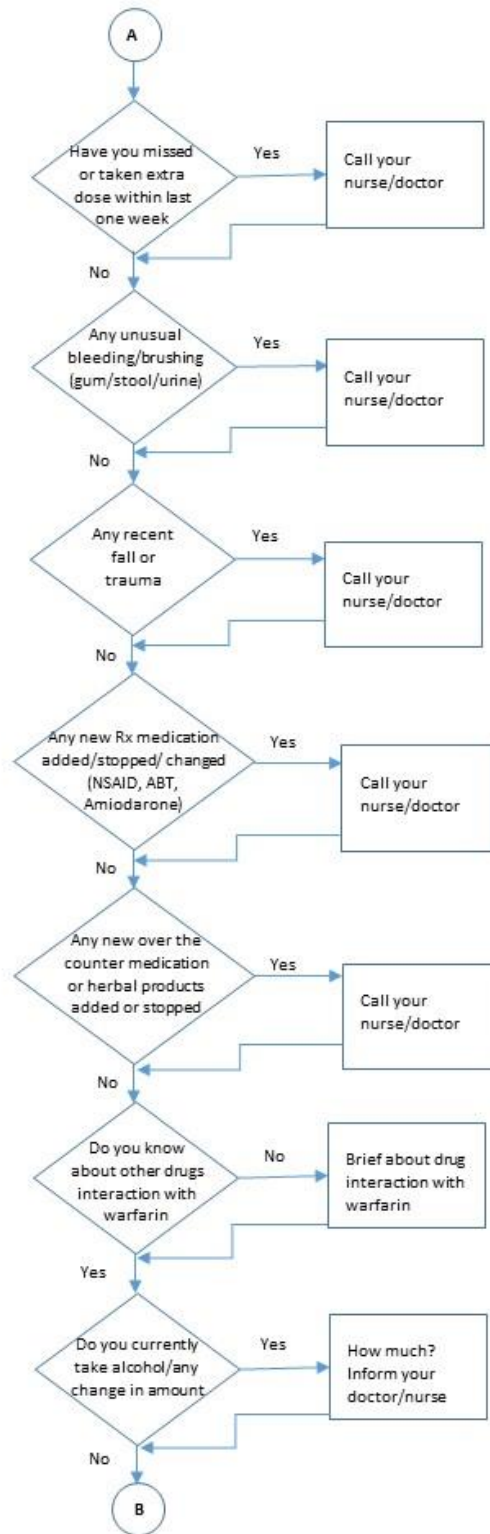 A
Have you missed
or taken extra
dose within last
one week
Yes
Call your
nurse/doctor
No
Any unusual
bleeding/brushing
(gum/stool/urine)
Yes
Call your
nurse/doctor
No
Any recent
fall or
trauma
Yes
Call your
nurse/doctor
No
Any new Rx medication
added/stopped/ changed
(NSAID, ABT,
Amiodarone)
Yes
Call your
nurse/doctor
No
Any new over the
counter medication
or herbal products
added or stopped
Yes
Call your
nurse/doctor
No
Do you know
about other drugs
interaction with
warfarin
No
Brief about drug
interaction with
warfarin
Yes
Do you currently
take alcohol/any
change in amount
Yes
How much?
Inform your
doctor/nurse
No
B